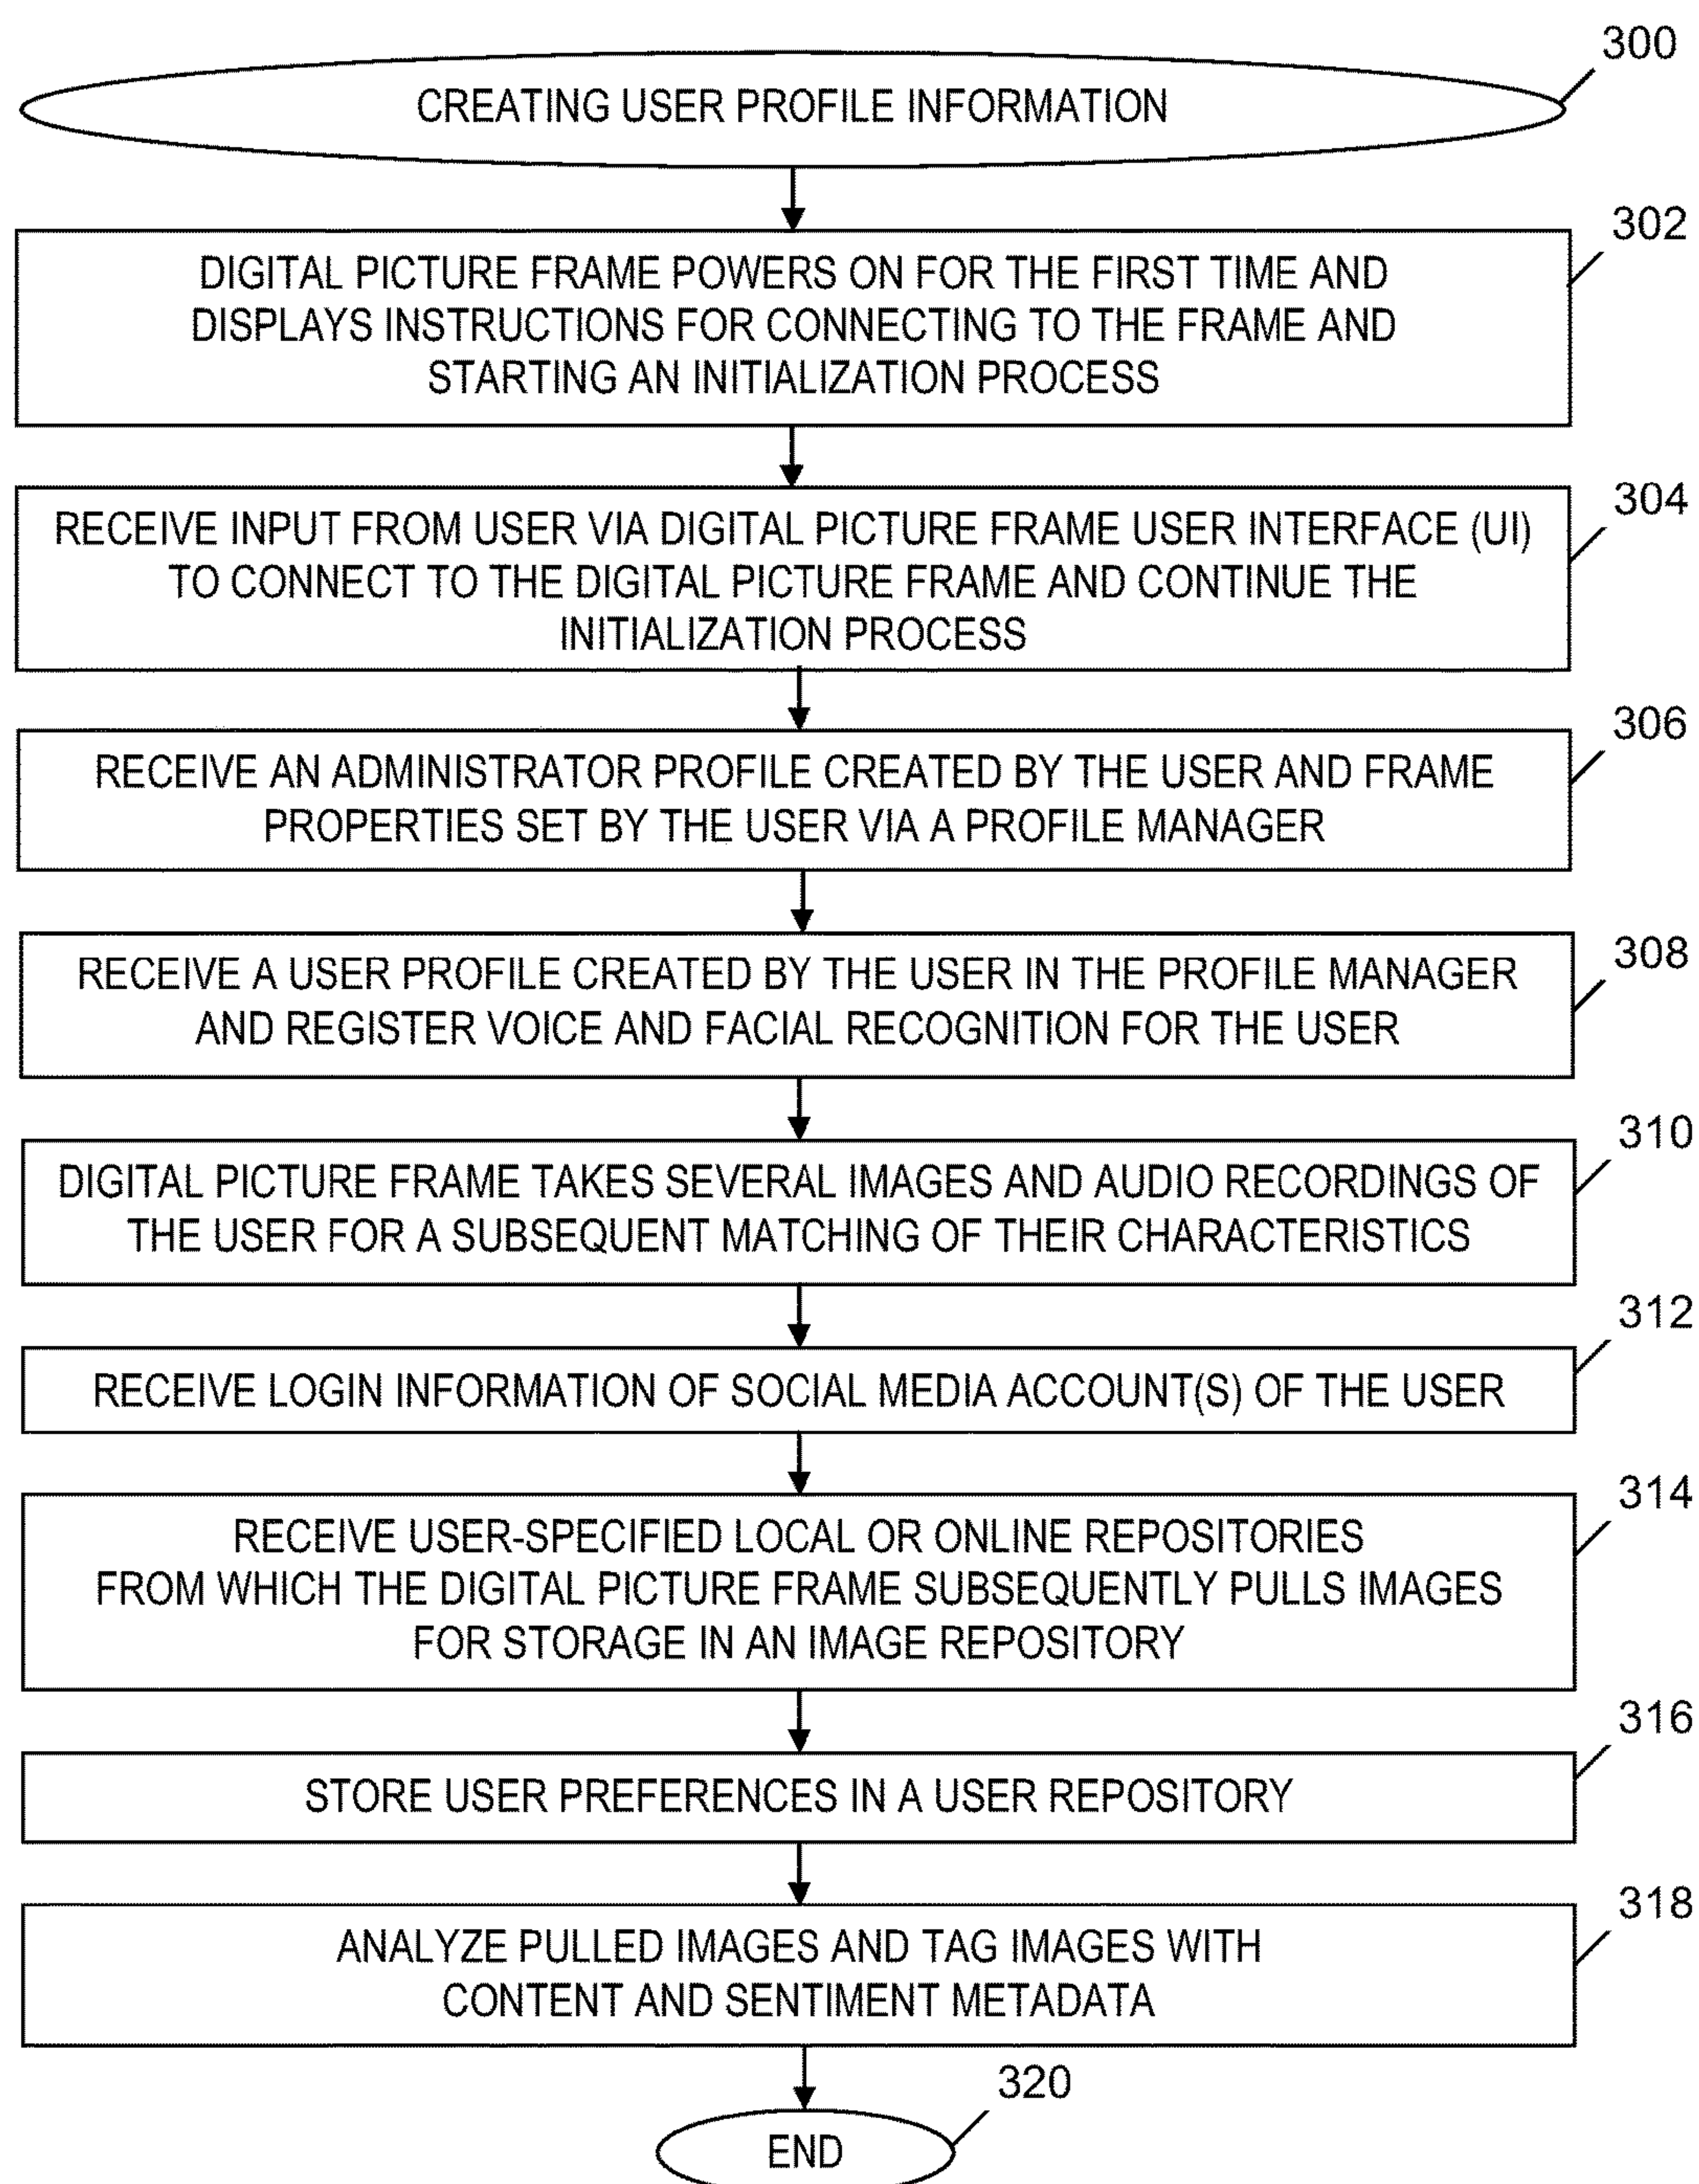 300
CREATING USER PROFILE INFORMATION
302
DIGITAL PICTURE FRAME POWERS ON FOR THE FIRST TIME AND
DISPLAYS INSTRUCTIONS FOR CONNECTING TO THE FRAME AND
STARTING AN INITIALIZATION PROCESS
304
RECEIVE INPUT FROM USER VIA DIGITAL PICTURE FRAME USER INTERFACE (UI)
TO CONNECT TO THE DIGITAL PICTURE FRAME AND CONTINUE THE
INITIALIZATION PROCESS
306
RECEIVE AN ADMINISTRATOR PROFILE CREATED BY THE USER AND FRAME
PROPERTIES SET BY THE USER VIA A PROFILE MANAGER
308
RECEIVE A USER PROFILE CREATED BY THE USER IN THE PROFILE MANAGER
AND REGISTER VOICE AND FACIAL RECOGNITION FOR THE USER
310
DIGITAL PICTURE FRAME TAKES SEVERAL IMAGES AND AUDIO RECORDINGS OF
THE USER FOR A SUBSEQUENT MATCHING OF THEIR CHARACTERISTICS
312
RECEIVE LOGIN INFORMATION OF SOCIAL MEDIA ACCOUNT(S) OF THE USER
314
RECEIVE USER-SPECIFIED LOCAL OR ONLINE REPOSITORIES
FROM WHICH THE DIGITAL PICTURE FRAME SUBSEQUENTLY PULLS IMAGES
FOR STORAGE IN AN IMAGE REPOSITORY
316
STORE USER PREFERENCES IN A USER REPOSITORY
318
ANALYZE PULLED IMAGES AND TAG IMAGES WITH
CONTENT AND SENTIMENT METADATA
320
END